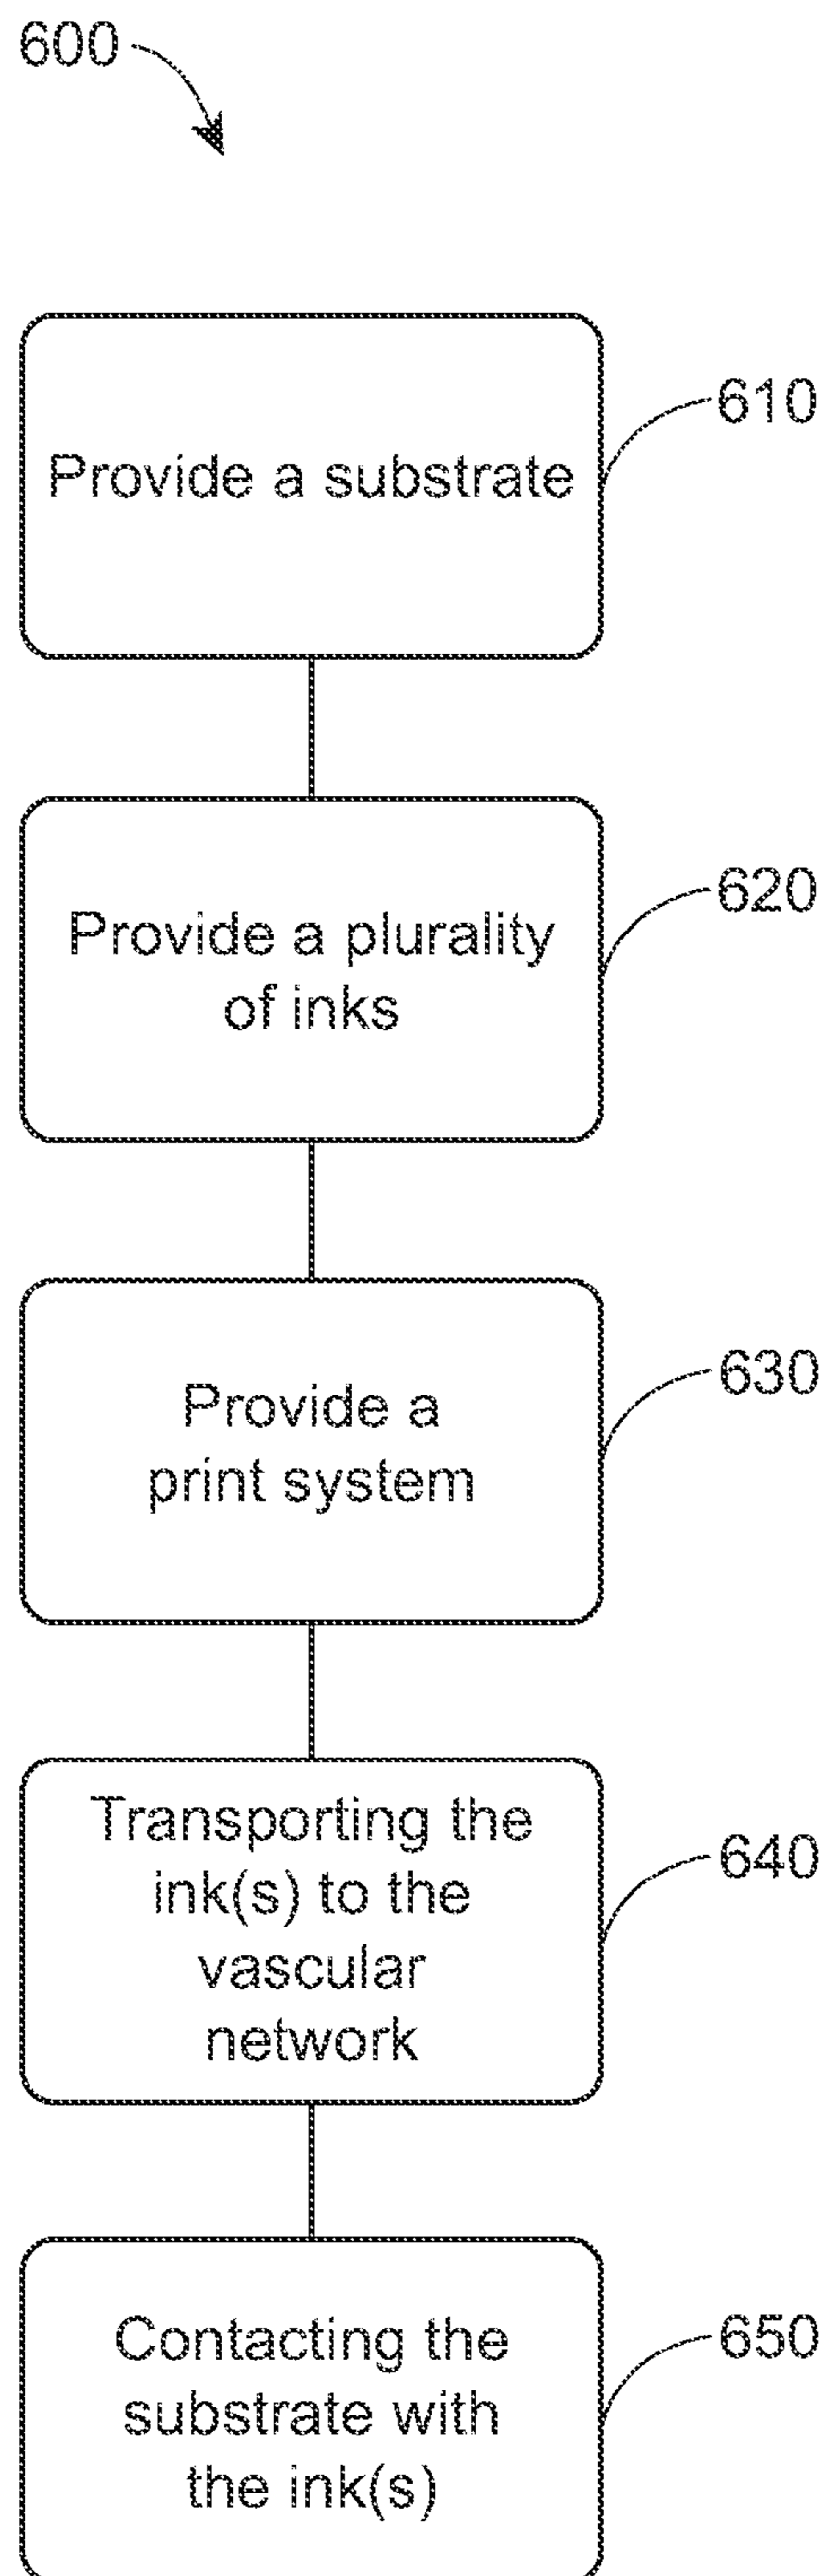 600
610
Provide a substrate
620
Provide a plurality
of inks
630
Provide a
print system
640
Transporting the
ink(s) to the
vascular
network
650
Contacting the
substrate with
the ink(s)